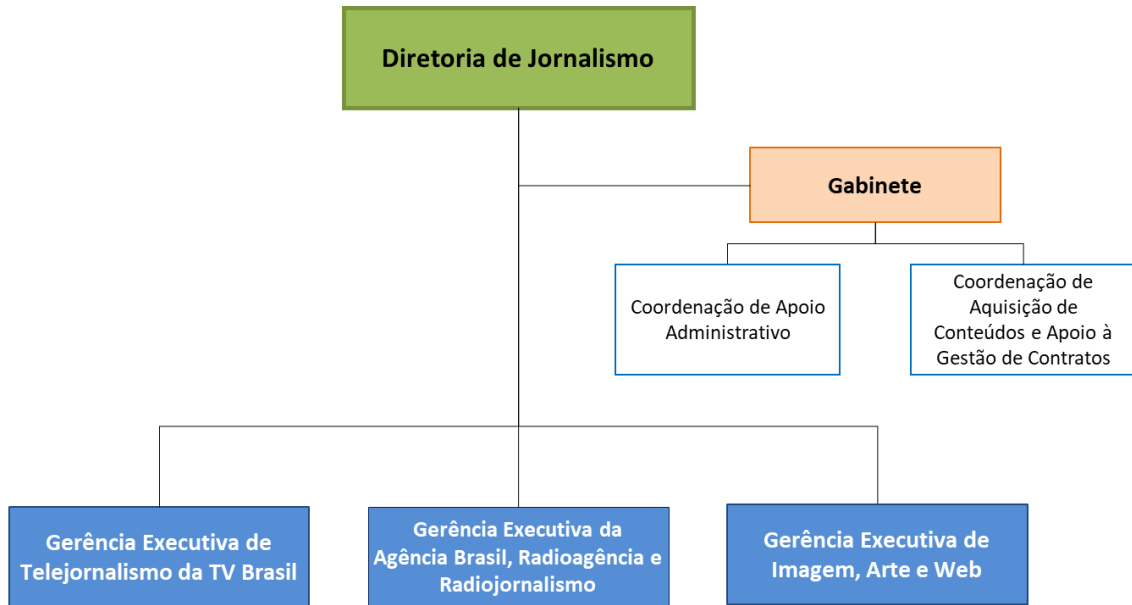 Diretoria de Jornalismo
Gabinete
Coordenação de Apoio
Administrativo
Coordenação de
Aquisição de
Conteúdos e Apoio à
Gestão de Contratos
Gerência Executiva de
Telejornalismo da TV Brasil
Gerência Executiva da
Agência Brasil, Radioagência e
Radiojornalismo
Gerência Executiva de
Imagem, Arte e Web